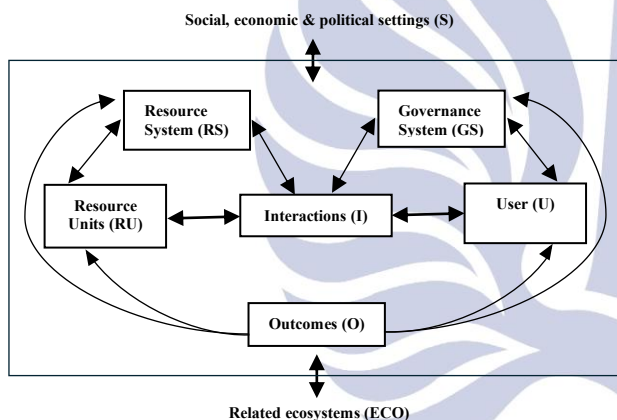 Social, economic & political settings (S)
Resource
System (RS)
Governance
System (GS)
Resource
Units (RU)
Interactions (I)
User (U)
Outcomes (O)
Related ecosystems (ECO)